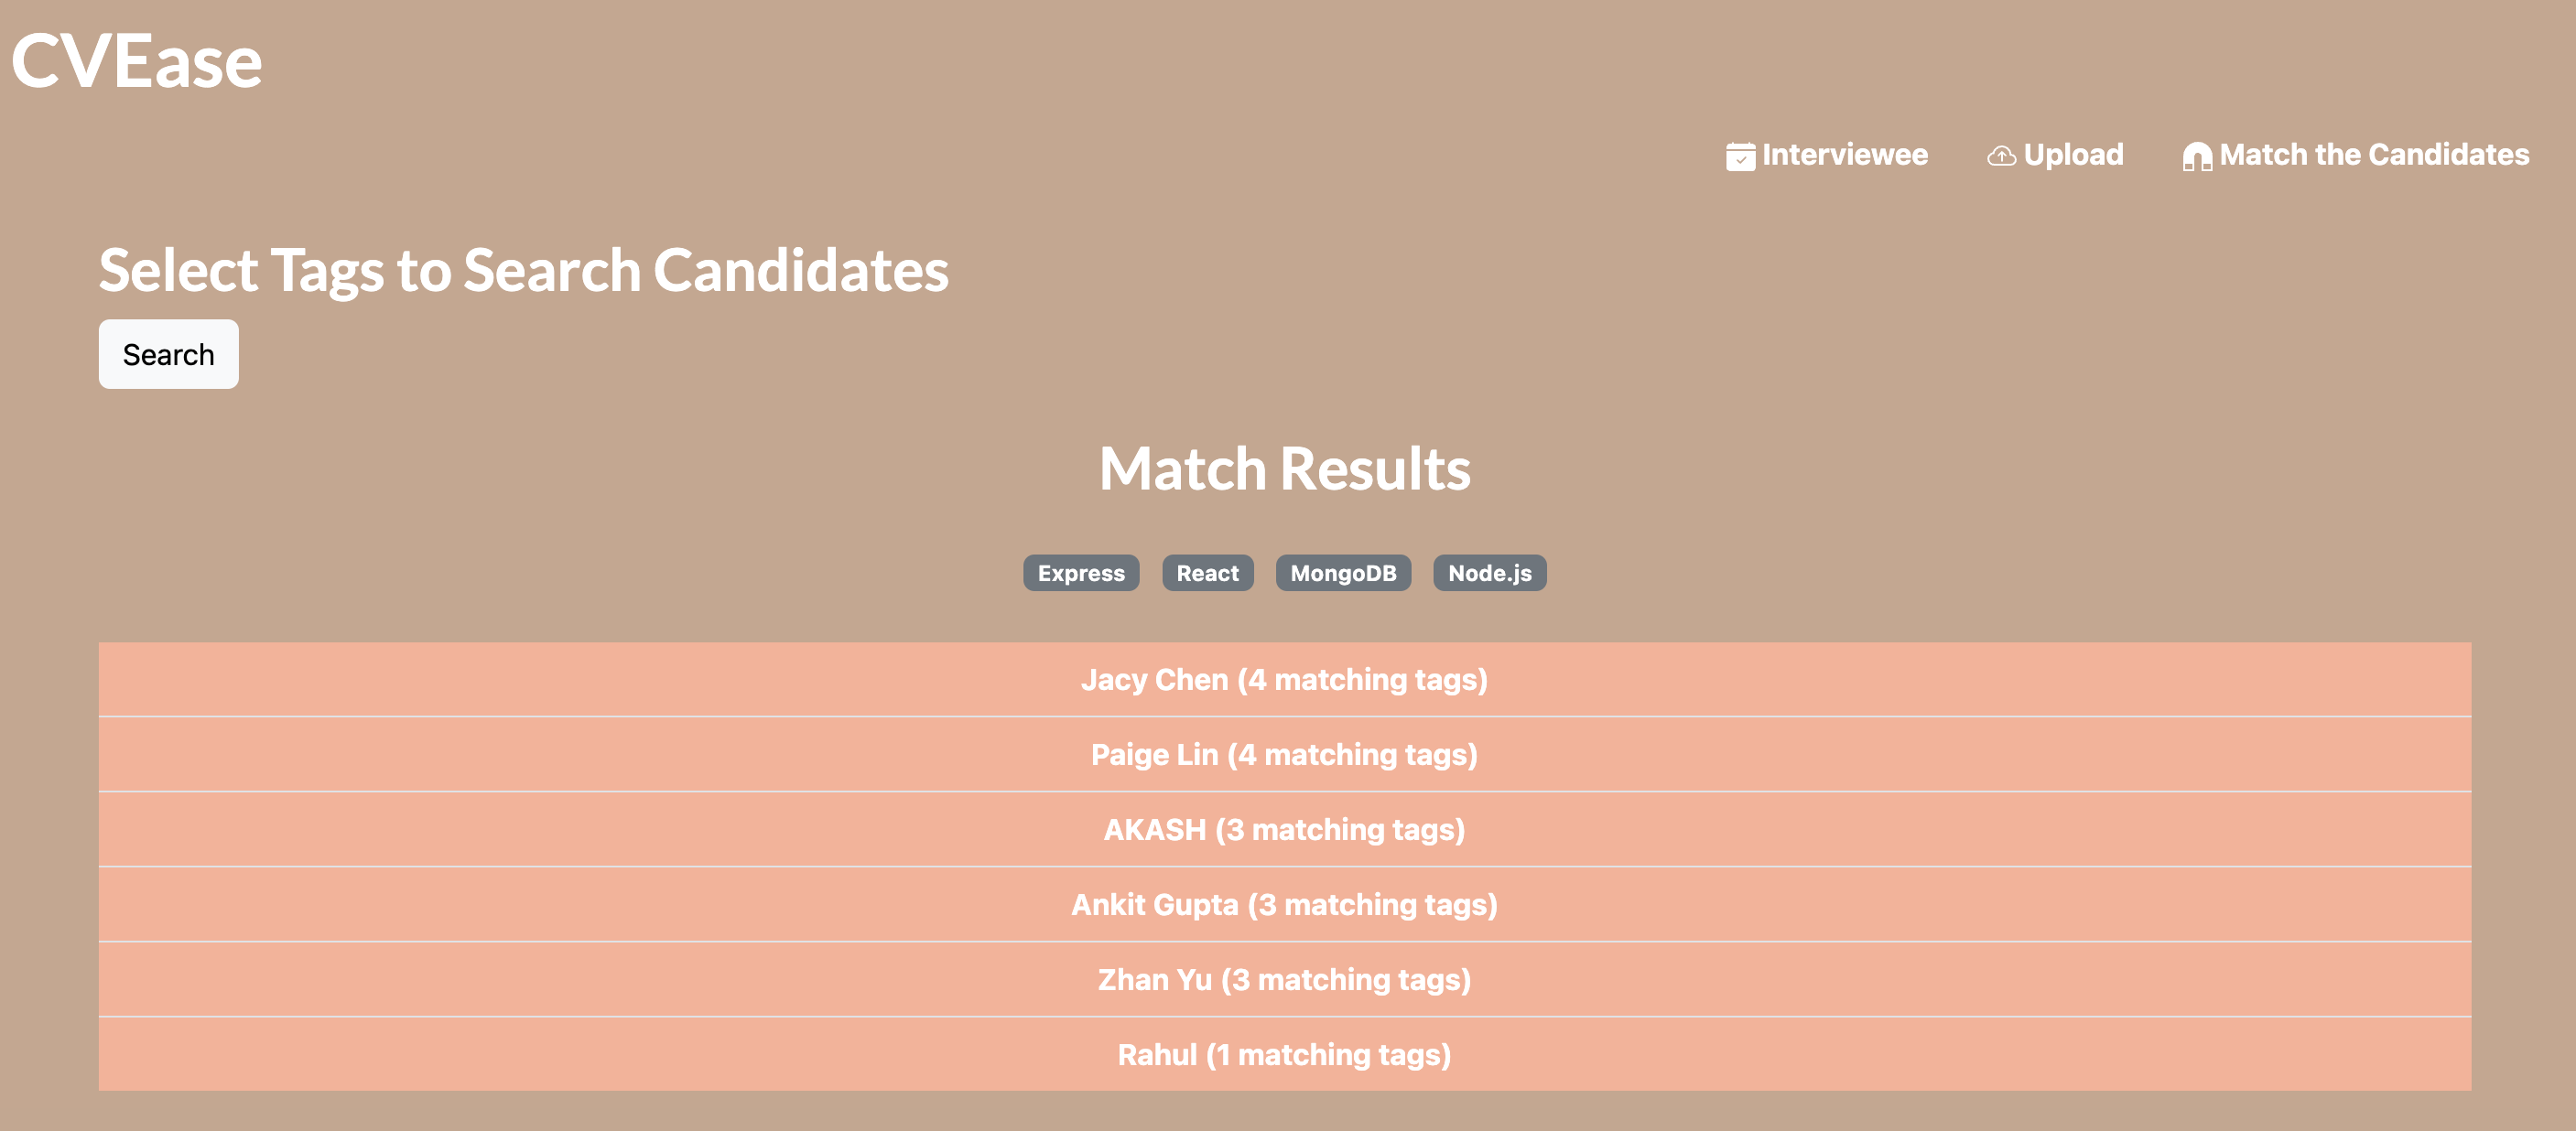 CVEase
Interviewee Upload Match the Candidates
Select Tags to Search Candidates
Search
Match Results
Express React MongoDB Node.js
Jacy Chen (4 matching tags)
Paige Lin (4 matching tags)
AKASH (3 matching tags)
Ankit Gupta (3 matching tags)
Zhan Yu (3 matching tags)
Rahul (1 matching tags)